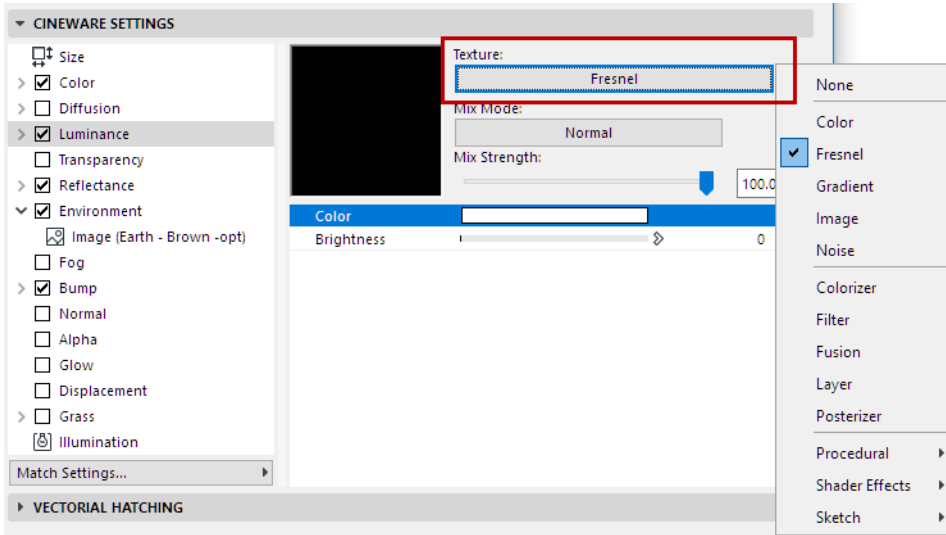 CINEWARE SETTINGS
Size
Color
Diffusion
Luminance
Transparency
Reflectance
Environment
Image (Earth - Brown -opt)
Fog
Bump
Normal
Alpha
Glow
Displacement
Grass
Illumination
Match Settings...
Texture:
Fresnel
Mix Mode:
Normal
Mix Strength:
100.0
Color
Brightness 0
None
Color
Fresnel
Gradient
Image
Noise
Colorizer
Filter
Fusion
Layer
Posterizer
Procedural
Shader Effects
Sketch
VECTORIAL HATCHING